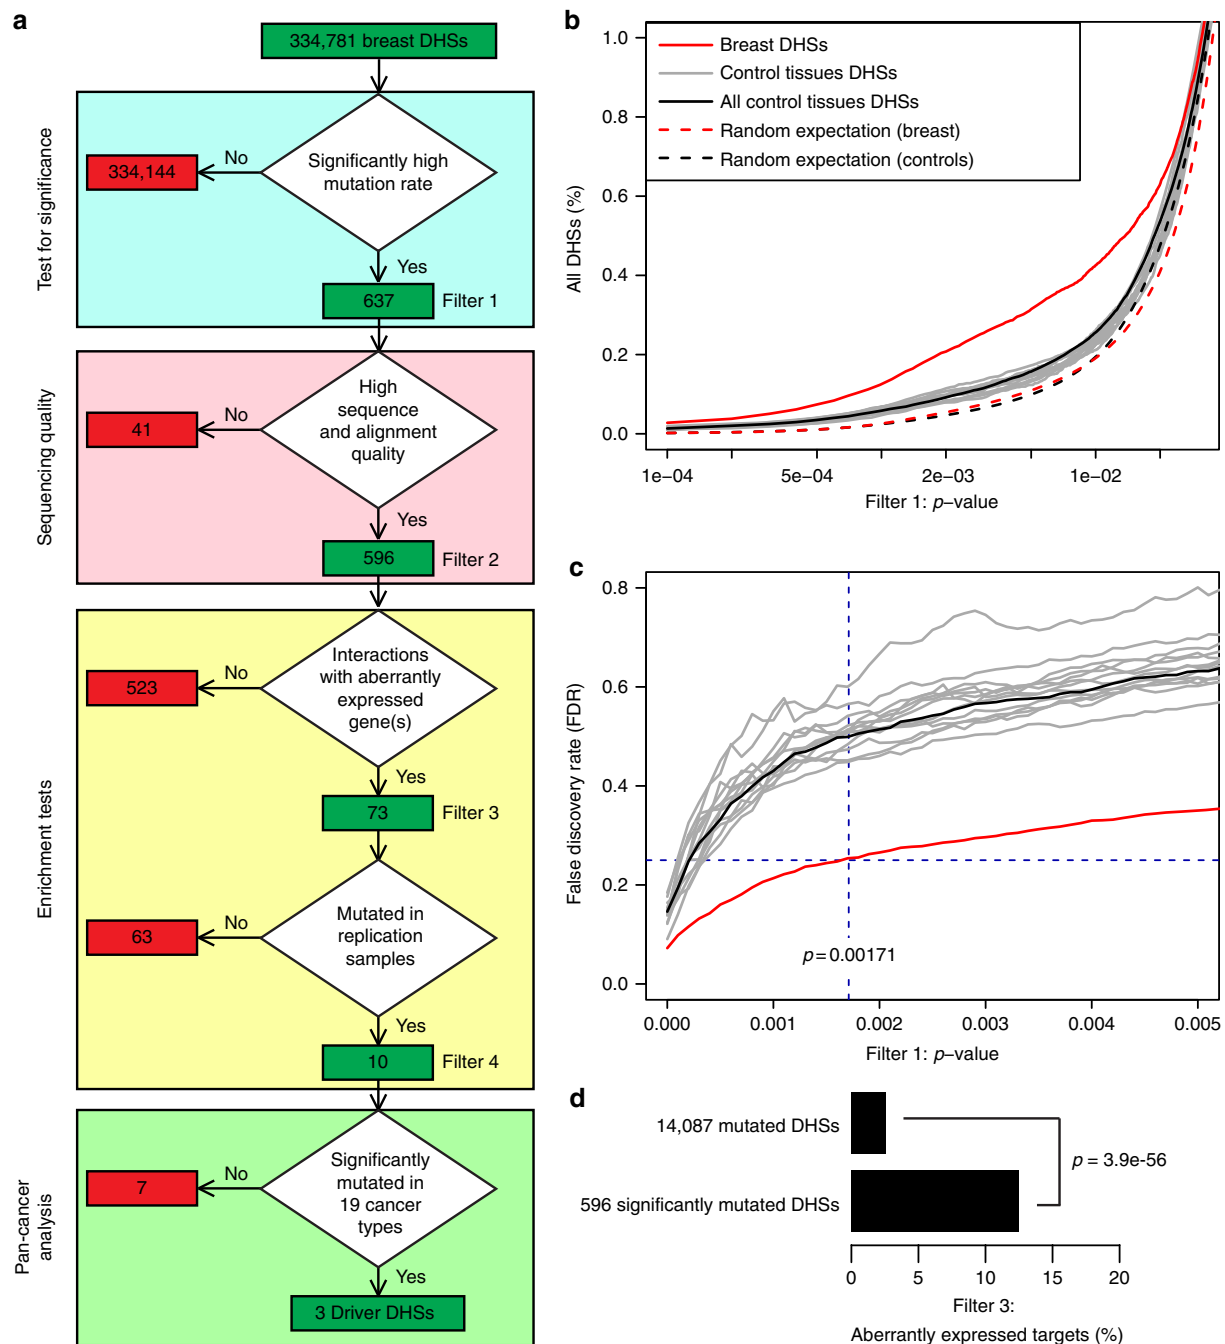 a
334,781 breast DHSs
Test for significance
Significantly high
mutation rate
No
334,144
Yes
637
Filter 1
Sequencing quality
High
sequence
and alignment
quality
No
41
Yes
596
Filter 2
Enrichment tests
Interactions
with aberrantly
expressed
gene(s)
No
523
Yes
73
Filter 3
Mutated in
replication
samples
No
63
Yes
10
Filter 4
Pan-cancer
analysis
Significantly
mutated in
19 cancer
types
No
7
Yes
3 Driver DHSs
b
Breast DHSs
Control tissues DHSs
All control tissues DHSs
Random expectation (breast)
Random expectation (controls)
All DHSs (%)
1.0
0.8
0.6
0.4
0.2
0.0
1e–04
5e–04
2e–03
1e–02
Filter 1: p–value
c
False discovery rate (FDR)
0.8
0.6
0.4
0.2
0.0
p = 0.00171
0.000
0.001
0.002
0.003
0.004
0.005
Filter 1: p–value
d
14,087 mutated DHSs
596 significantly mutated DHSs
p = 3.9e-56
0
5
10
15
20
Filter 3:
Aberrantly expressed targets (%)